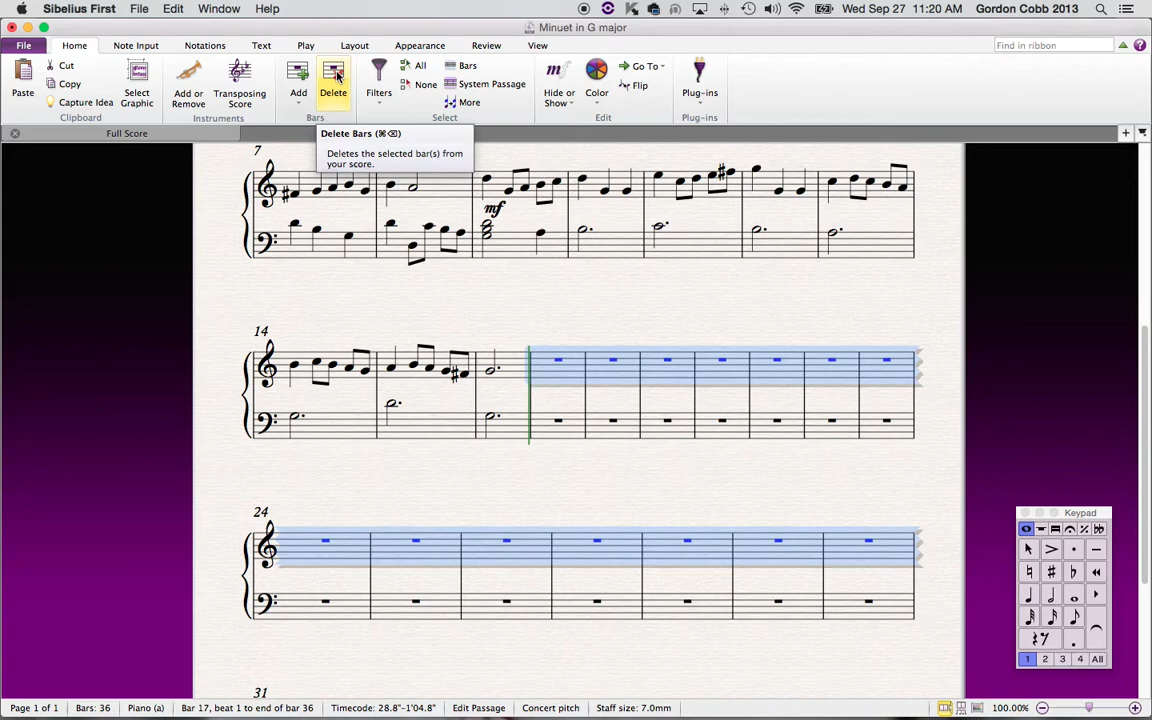 Sibelius First File Edit Window Help Wed Sep 27 11:20 AM Gordon Cobb 2013
Minuet in G major
File Home Note Input Notations Text Play Layout Appearance Review View Find in ribbon
Paste Cut Copy Capture Idea Select Graphic
Clipboard
Add or Remove Transposing Score
Instruments
Add Delete
Bars
Filters All None Bars System Passage More
Select
Hide or Show Color Go To Flip
Edit
Plug-ins
Plug-ins
Full Score
Delete Bars (⌘⌫)
Deletes the selected bar(s) from
your score.
7
mf
14
24
31
Keypad
1 2 3 4 All
Page 1 of 1 Bars: 36 Piano (a) Bar 17, beat 1 to end of bar 36 Timecode: 28.8"-1'04.8" Edit Passage Concert pitch Staff size: 7.0mm 100.00%